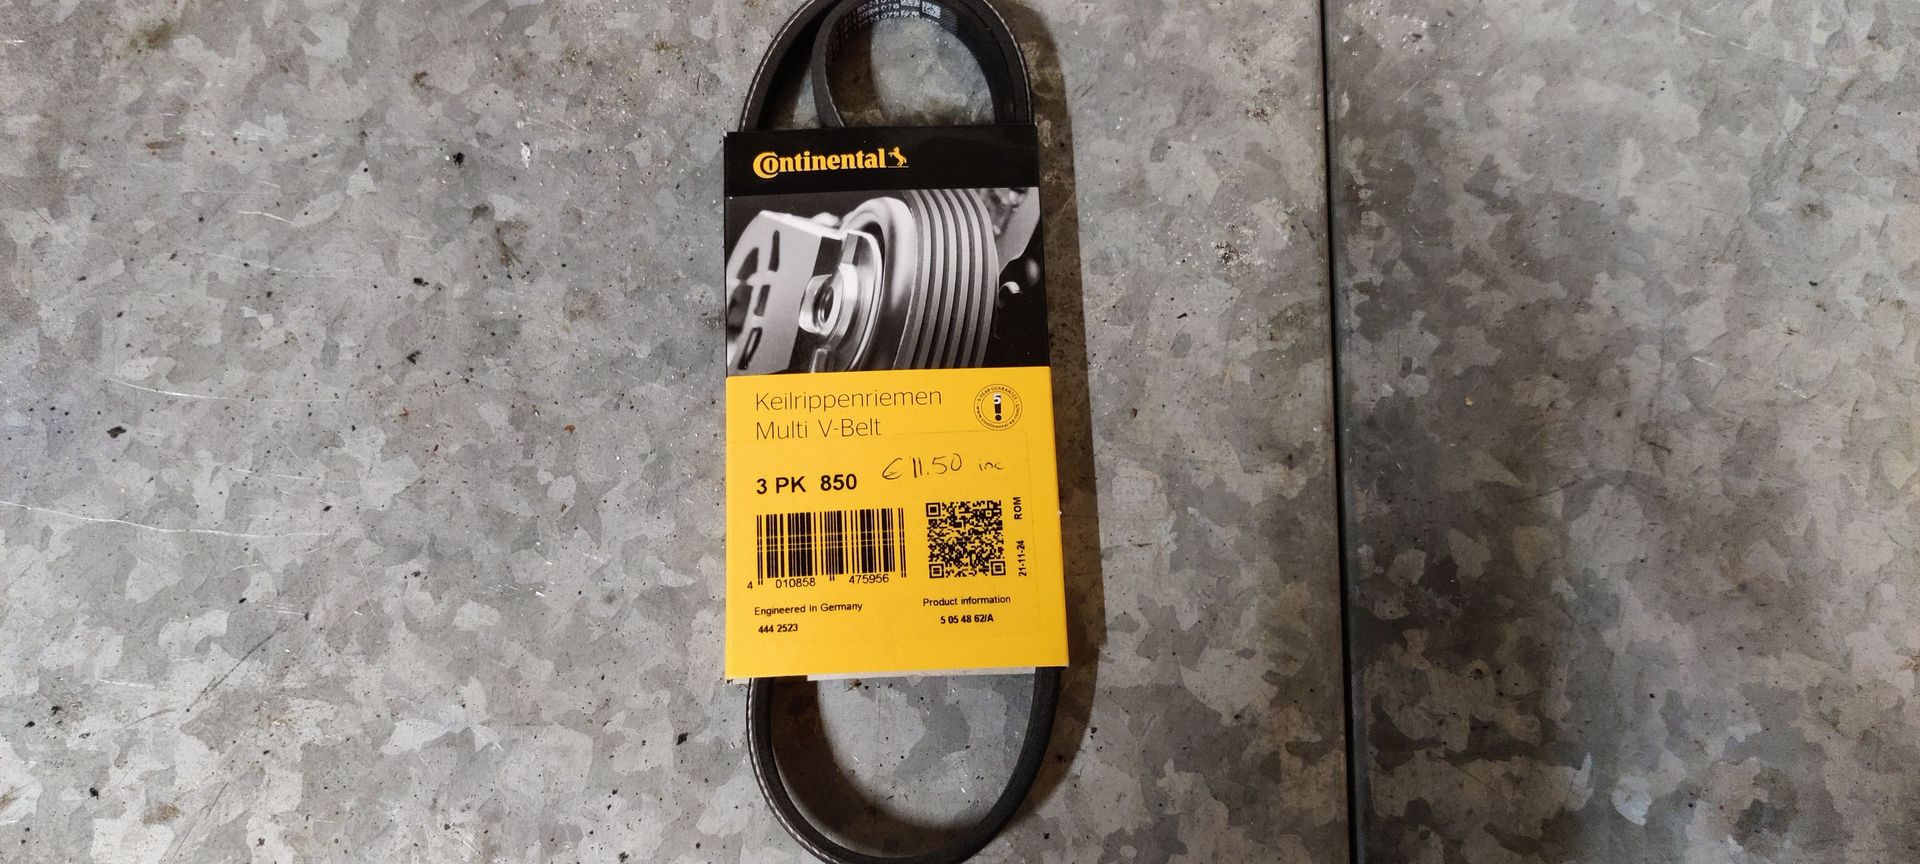 Continental
Keilrippenriemen
Multi V-Belt
5
3 PK 850
€11.50 inc
4 010858 475956
21-11-24 ROM
Engineered In Germany
444 2523
Product information
5 05 48 62/A